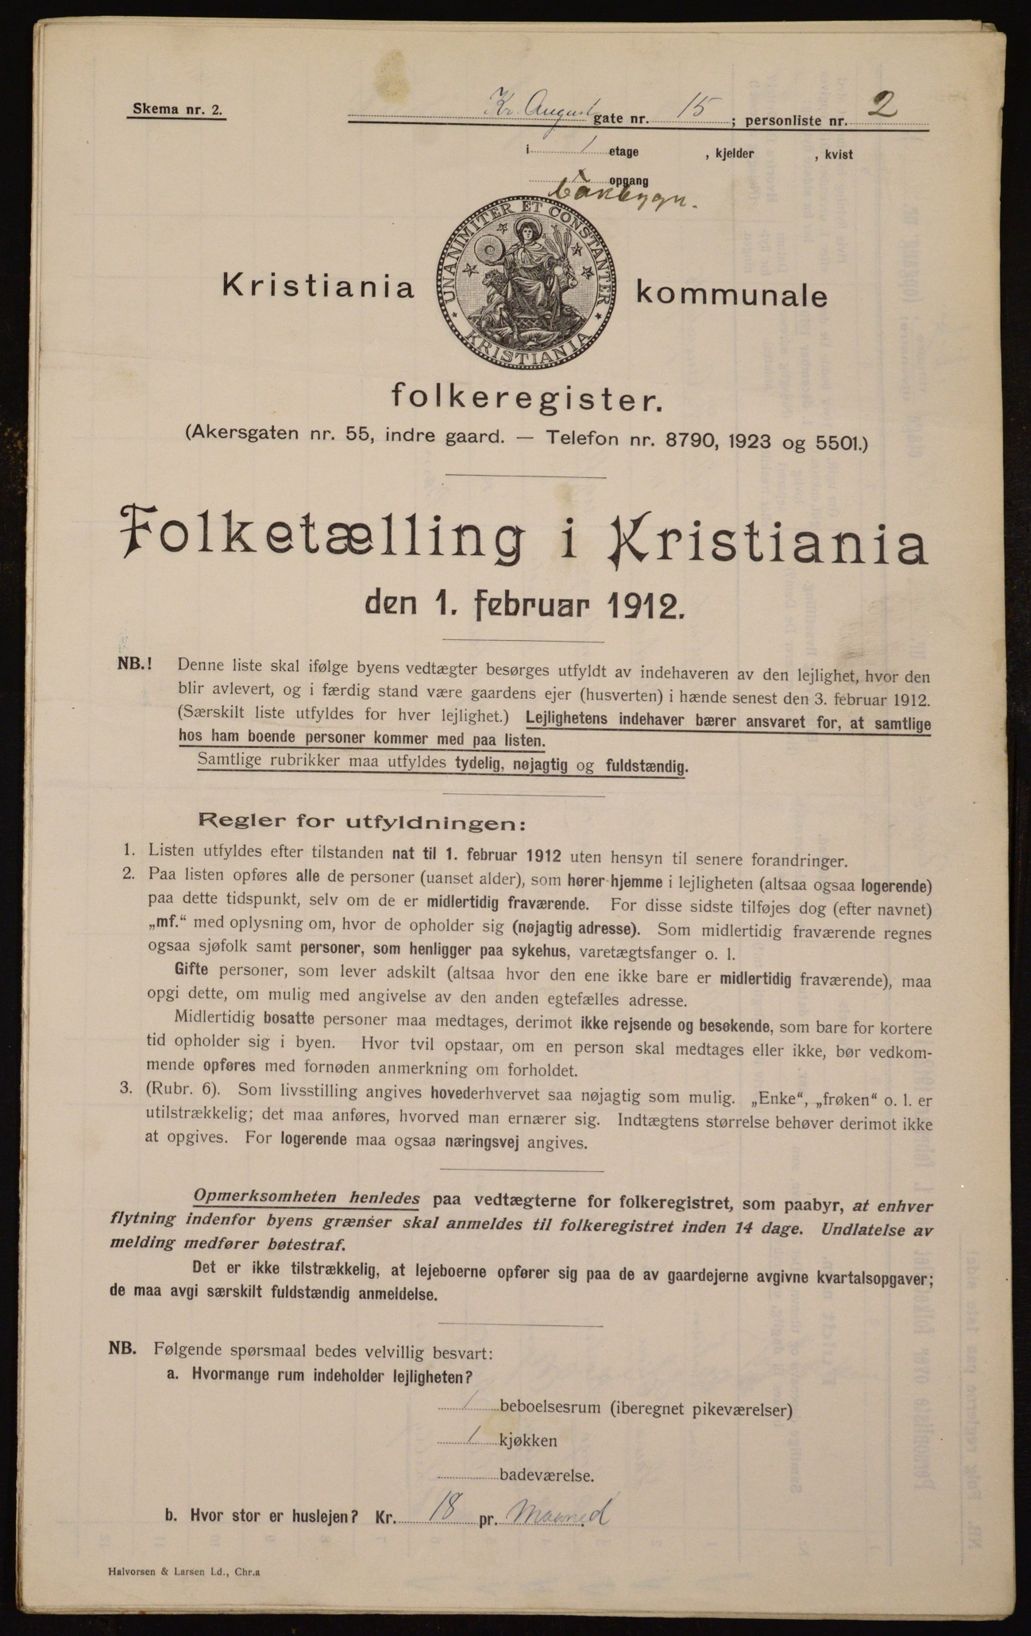 Skema nr. 2.
Kr. August gate nr. 15 ; personliste nr. 2
i 1 etage , kjelder , kvist
opgang
Bakbygn.
UNANIMITER ET CONSTANTER
KRISTIANIA
Kristiania kommunale
folkeregister.
(Akersgaten nr. 55, indre gaard. — Telefon nr. 8790, 1923 og 5501.)
Folketælling i Kristiania
den 1. februar 1912.
NB.! Denne liste skal ifølge byens vedtægter besørges utfyldt av indehaveren av den lejlighet, hvor den
blir avlevert, og i færdig stand være gaardens ejer (husverten) i hænde senest den 3. februar 1912.
(Særskilt liste utfyldes for hver lejlighet.) Lejlighetens indehaver bærer ansvaret for, at samtlige
hos ham boende personer kommer med paa listen.
Samtlige rubrikker maa utfyldes tydelig, nøjagtig og fuldstændig.
Regler for utfyldningen:
1. Listen utfyldes efter tilstanden nat til 1. februar 1912 uten hensyn til senere forandringer.
2. Paa listen opføres alle de personer (uanset alder), som hører hjemme i lejligheten (altsaa ogsaa logerende)
paa dette tidspunkt, selv om de er midlertidig fraværende. For disse sidste tilføjes dog (efter navnet)
„mf.“ med oplysning om, hvor de opholder sig (nøjagtig adresse). Som midlertidig fraværende regnes
ogsaa sjøfolk samt personer, som henligger paa sykehus, varetægtsfanger o. l.
Gifte personer, som lever adskilt (altsaa hvor den ene ikke bare er midlertidig fraværende), maa
opgi dette, om mulig med angivelse av den anden egtefælles adresse.
Midlertidig bosatte personer maa medtages, derimot ikke rejsende og besøkende, som bare for kortere
tid opholder sig i byen. Hvor tvil opstaar, om en person skal medtages eller ikke, bør vedkom-
mende opføres med fornøden anmerkning om forholdet.
3. (Rubr. 6). Som livsstilling angives hovederhvervet saa nøjagtig som mulig. „Enke“, „frøken“ o. l. er
utilstrækkelig; det maa anføres, hvorved man ernærer sig. Indtægtens størrelse behøver derimot ikke
at opgives. For logerende maa ogsaa næringsvej angives.
Opmerksomheten henledes paa vedtægterne for folkeregistret, som paabyr, at enhver
flytning indenfor byens grænser skal anmeldes til folkeregistret inden 14 dage. Undlatelse av
melding medfører bøtestraf.
Det er ikke tilstrækkelig, at lejeboerne opfører sig paa de av gaardejerne avgivne kvartalsopgaver;
de maa avgi særskilt fuldstændig anmeldelse.
NB. Følgende spørsmaal bedes velvillig besvart:
a. Hvormange rum indeholder lejligheten?
1 beboelsesrum (iberegnet pikeværelser)
1 kjøkken
badeværelse.
b. Hvor stor er huslejen? Kr. 18 pr. Maaned
Halvorsen & Larsen Ld., Chr.a